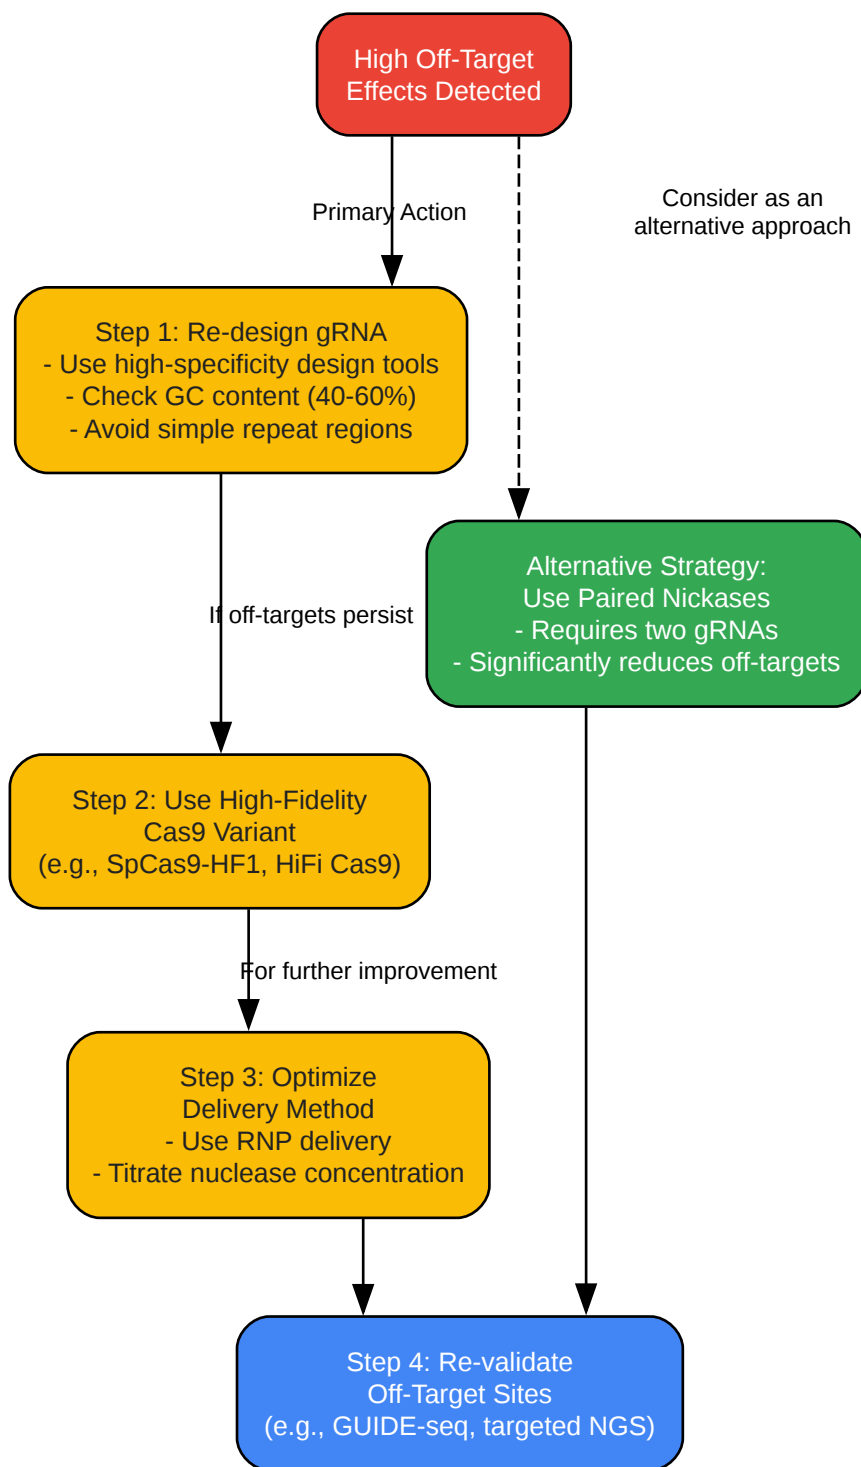 High Off-Target
Effects Detected
Primary Action
Consider as an
alternative approach
Step 1: Re-design gRNA
- Use high-specificity design tools
- Check GC content (40-60%)
- Avoid simple repeat regions
Alternative Strategy:
Use Paired Nickases
- Requires two gRNAs
- Significantly reduces off-targets
If off-targets persist
Step 2: Use High-Fidelity
Cas9 Variant
(e.g., SpCas9-HF1, HiFi Cas9)
For further improvement
Step 3: Optimize
Delivery Method
- Use RNP delivery
- Titrate nuclease concentration
Step 4: Re-validate
Off-Target Sites
(e.g., GUIDE-seq, targeted NGS)